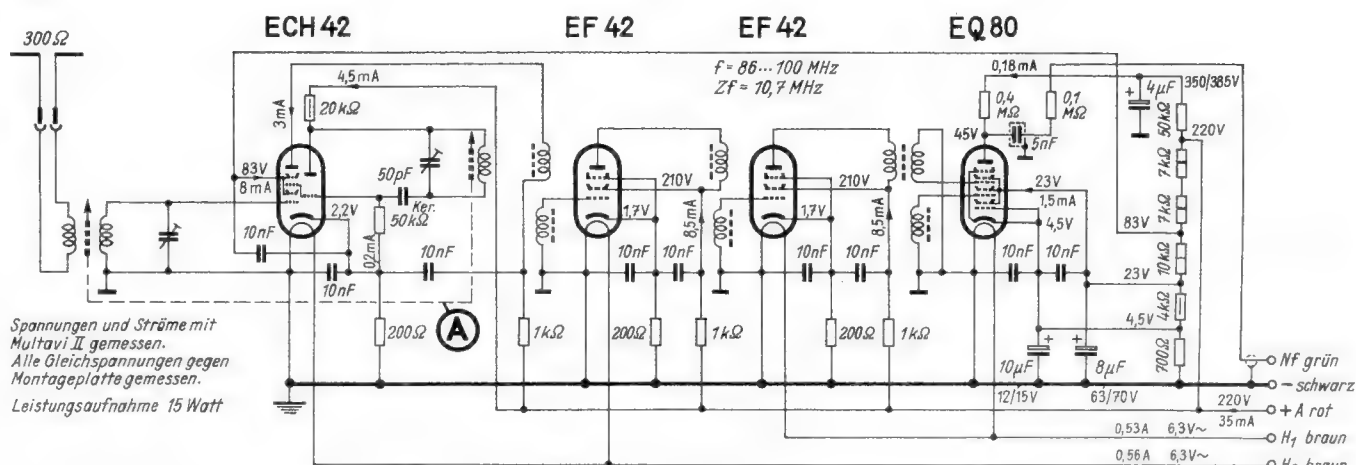 ECH 42
EF 42
EF 42
EQ 80
300Ω
f = 86...100 MHz
Zf = 10,7 MHz
4,5mA
20kΩ
3mA
83V
8mA
2,2V
50pF
Ker.
50kΩ
0,2mA
10nF
10nF
10nF
200Ω
A
1kΩ
210V
1,7V
8,5mA
10nF
10nF
200Ω
1kΩ
210V
1,7V
8,5mA
10nF
10nF
200Ω
1kΩ
0,18mA
0,4
MΩ
0,1
MΩ
45V
5nF
23V
1,5mA
4,5V
10nF
10nF
4μF
+
350/385V
50kΩ
220V
7kΩ
7kΩ
83V
10kΩ
23V
4kΩ
4,5V
700Ω
+
10μF
12/15V
+
8μF
63/70V
Spannungen und Ströme mit
Multavi II gemessen.
Alle Gleichspannungen gegen
Montageplatte gemessen.
Leistungsaufnahme 15 Watt
Nf grün
– schwarz
220V
35mA
+ A rot
0,53A 6,3V~
H₁ braun
0,56A 6,3V~